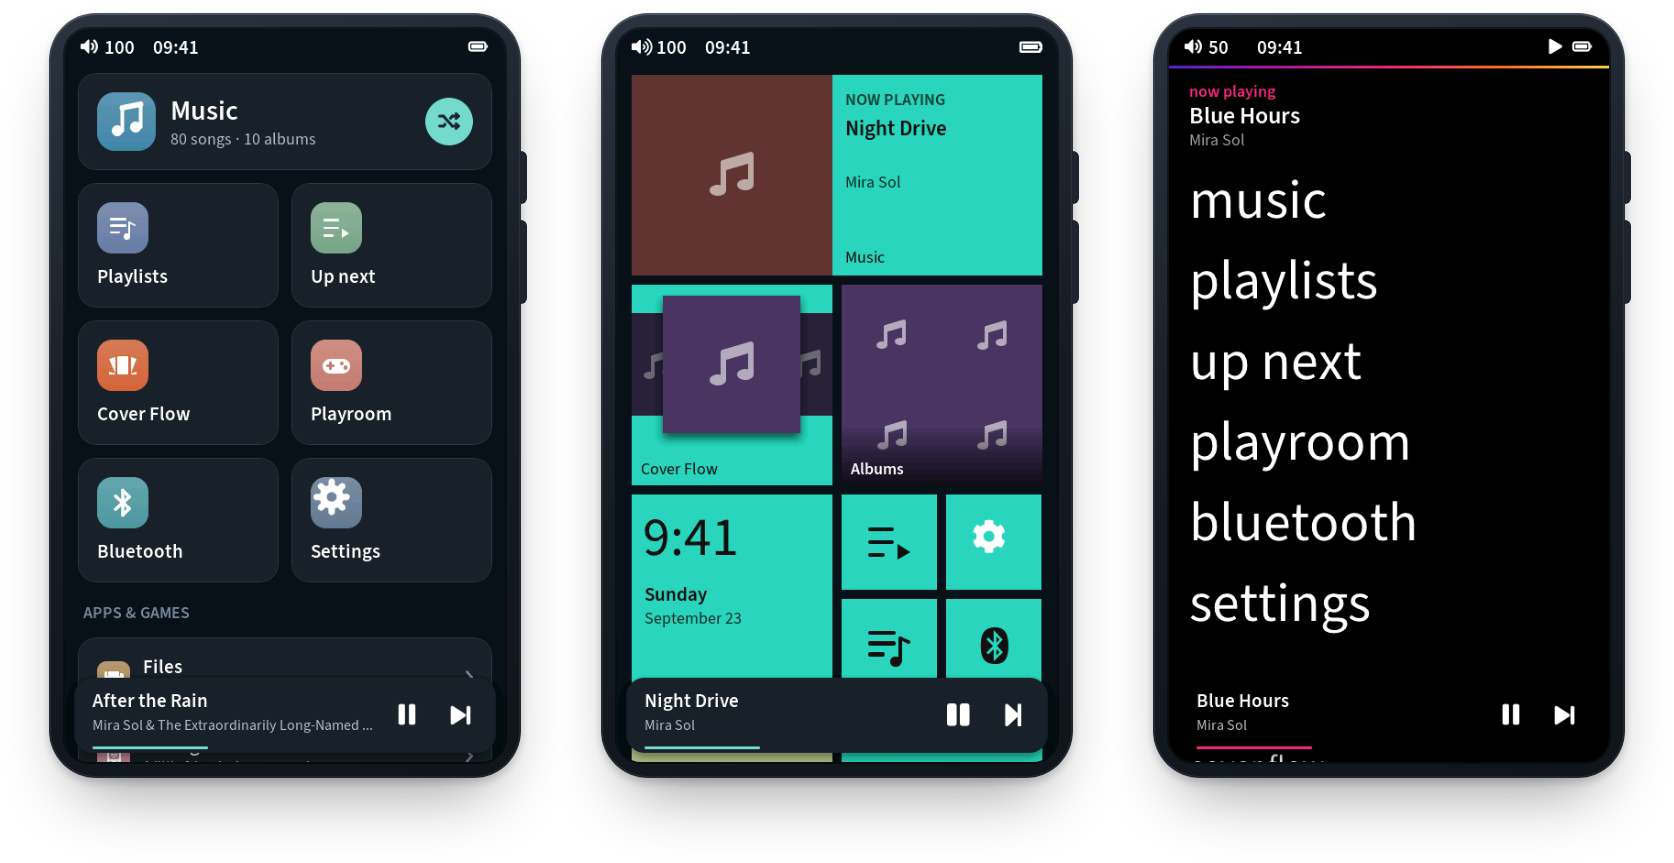 100 09:41
Music
80 songs · 10 albums
Playlists
Up next
Cover Flow
Playroom
Bluetooth
Settings
APPS & GAMES
Files
After the Rain
Mira Sol & The Extraordinarily Long-Named ...
100 09:41
NOW PLAYING
Night Drive
Mira Sol
Music
Cover Flow
Albums
9:41
Sunday
September 23
Night Drive
Mira Sol
50 09:41
now playing
Blue Hours
Mira Sol
music
playlists
up next
playroom
bluetooth
settings
Blue Hours
Mira Sol